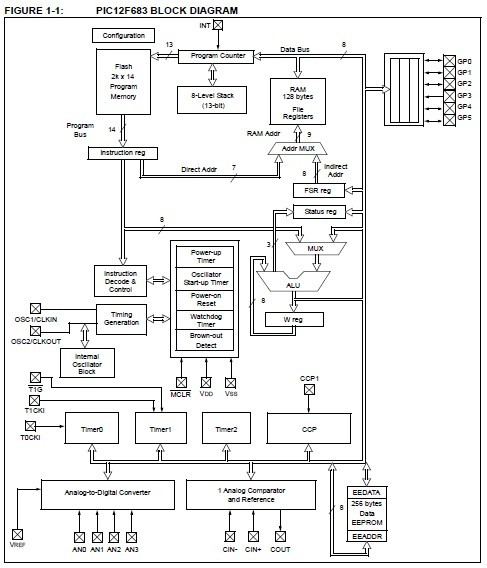 FIGURE 1-1: PIC12F683 BLOCK DIAGRAM
INT
Configuration
13
Program Counter
Data Bus
8
Flash
2k x 14
Program
Memory
8-Level Stack
(13-bit)
RAM
128 bytes
File
Registers
GP0
GP1
GP2
GP3
GP4
GP5
Program
Bus
14
RAM Addr
9
Addr MUX
Instruction reg
Direct Addr
7
8
Indirect
Addr
FSR reg
Status reg
8
3
MUX
Power-up
Timer
Oscillator
Start-up Timer
Power-on
Reset
Watchdog
Timer
Brown-out
Detect
Instruction
Decode &
Control
ALU
8
W reg
OSC1/CLKIN
Timing
Generation
OSC2/CLKOUT
Internal
Oscillator
Block
MCLR
VDD
VSS
T1G
T1CKI
T0CKI
CCP1
Timer0
Timer1
Timer2
CCP
Analog-to-Digital Converter
1 Analog Comparator
and Reference
8
EEDATA
256 bytes
Data
EEPROM
EEADDR
VREF
AN0
AN1
AN2
AN3
CIN-
CIN+
COUT